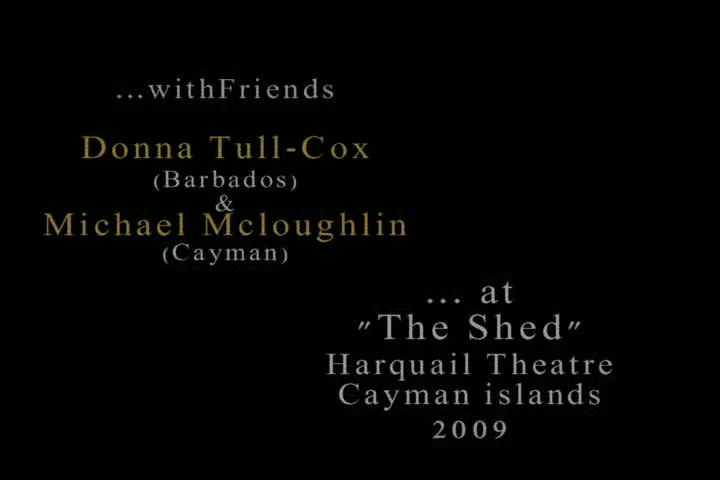 ...withFriends
Donna Tull-Cox
(Barbados)
&
Michael Mcloughlin
(Cayman)
... at
"The Shed"
Harquail Theatre
Cayman islands
2009